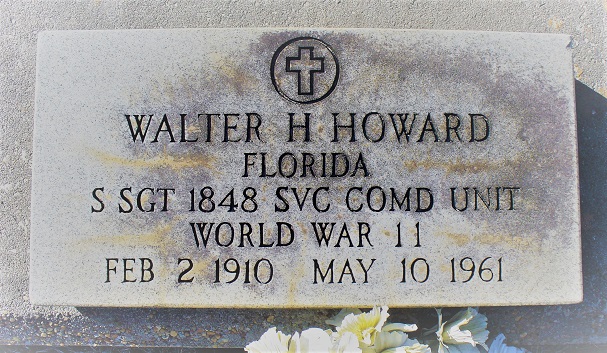 WALTER H HOWARD
FLORIDA
S SGT 1848 SVC COMD UNIT
WORLD WAR 11
FEB 2 1910 MAY 10 1961